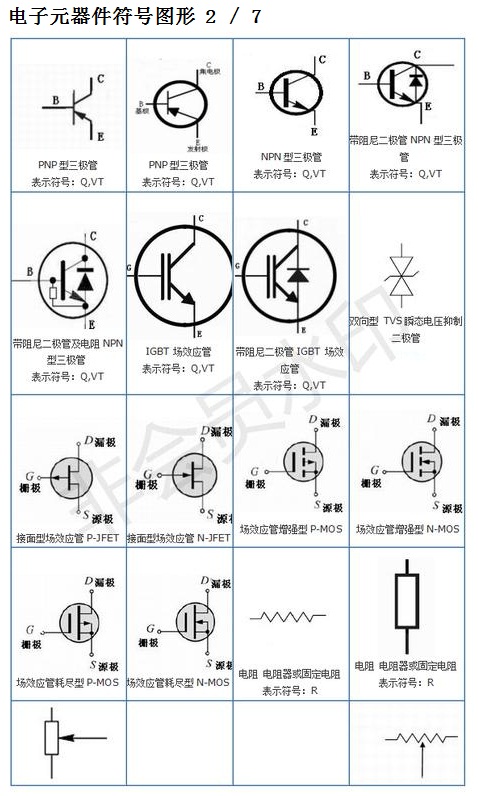 电子元器件符号图形 2 / 7
C
B
E
PNP 型三极管
表示符号：Q,VT
C
集电极
B
基极
E
发射极
PNP 型三极管
表示符号：Q,VT
C
B
E
NPN 型三极管
表示符号：Q,VT
C
B
E
带阻尼二极管 NPN 型三极
管
表示符号：Q,VT
C
B
E
带阻尼二极管及电阻 NPN
型三极管
表示符号：Q,VT
C
G
E
IGBT 场效应管
表示符号：Q,VT
C
G
E
带阻尼二极管 IGBT 场效
应管
表示符号：Q,VT
双向型 TVS 瞬态电压抑制
二极管
D 漏极
G
栅极
S 源极
接面型场效应管 P-JFET
D 漏极
G
栅极
S 源极
接面型场效应管 N-JFET
D 漏极
G
栅极
S 源极
场效应管增强型 P-MOS
D 漏极
G
栅极
S 源极
场效应管增强型 N-MOS
D 漏极
G
栅极
S 源极
场效应管耗尽型 P-MOS
D 漏极
G
栅极
S 源极
场效应管耗尽型 N-MOS
电阻 电阻器或固定电阻
表示符号：R
电阻 电阻器或固定电阻
表示符号：R
非会员水印